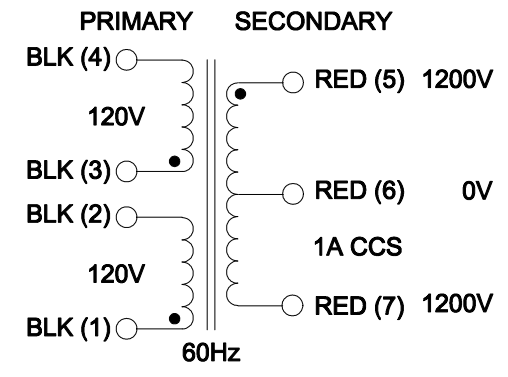 PRIMARY SECONDARY
BLK (4)
RED (5) 1200V
120V
BLK (3)
RED (6) 0V
BLK (2)
1A CCS
120V
RED (7) 1200V
BLK (1)
60Hz